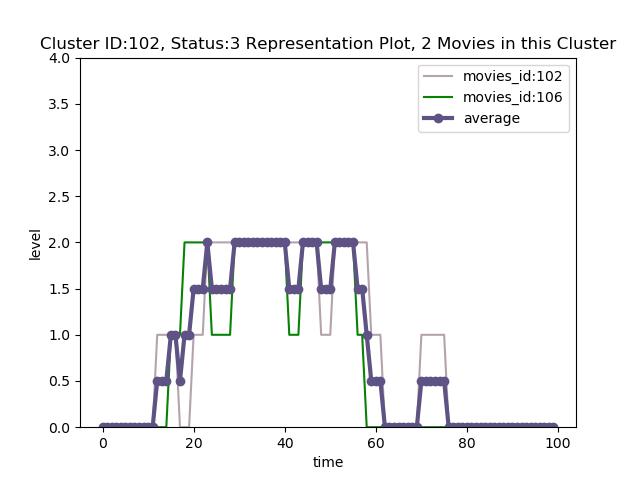 Cluster ID:102, Status:3 Representation Plot, 2 Movies in this Cluster
4.0
3.5
3.0
2.5
2.0
1.5
1.0
0.5
0.0
level
movies_id:102
movies_id:106
average
0 20 40 60 80 100
time